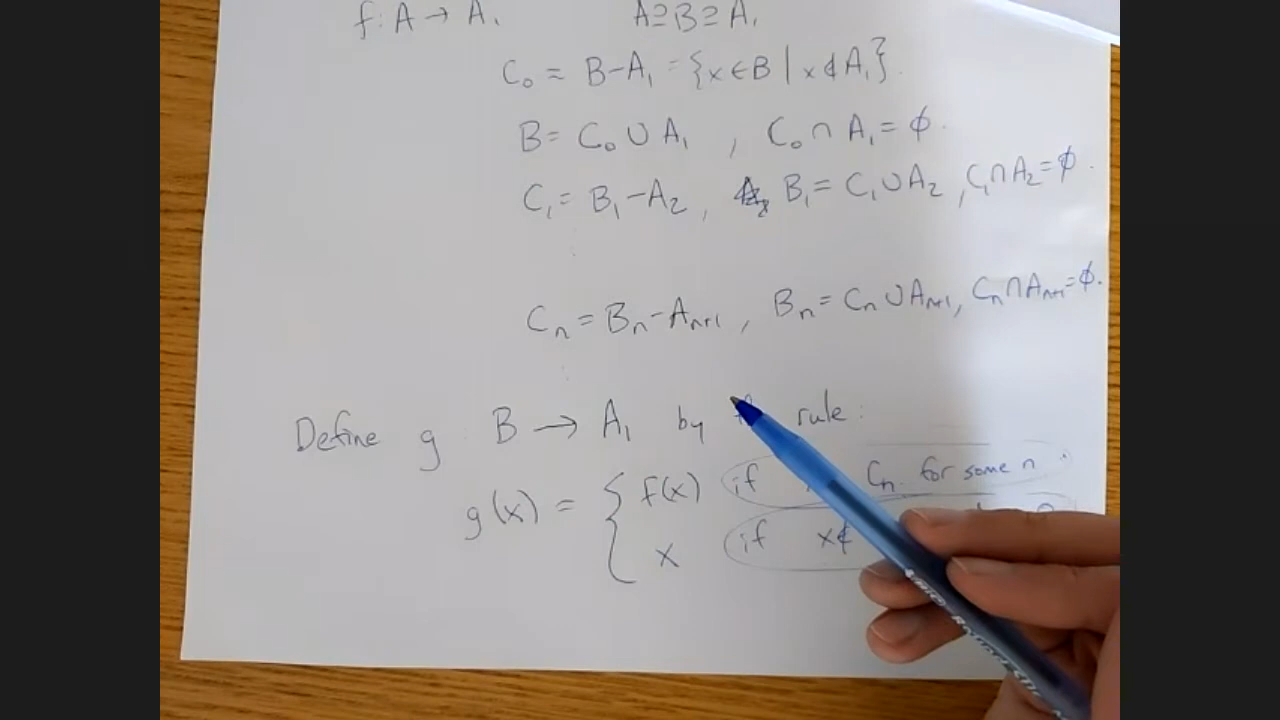 f: A → A₁ A ⊇ B ⊇ A₁
C₀ = B - A₁ = {x ∈ B | x ∉ A₁}.
B = C₀ ∪ A₁ , C₀ ∩ A₁ = ∅.
C₁ = B₁ - A₂ , B₁ = C₁ ∪ A₂ , C₁ ∩ A₂ = ∅.
Cₙ = Bₙ - Aₙ₊₁ , Bₙ = Cₙ ∪ Aₙ₊₁ , Cₙ ∩ Aₙ₊₁ = ∅.
Define g B → A₁ by rule:
g(x) = { f(x) if Cₙ for some n
x if x ∉